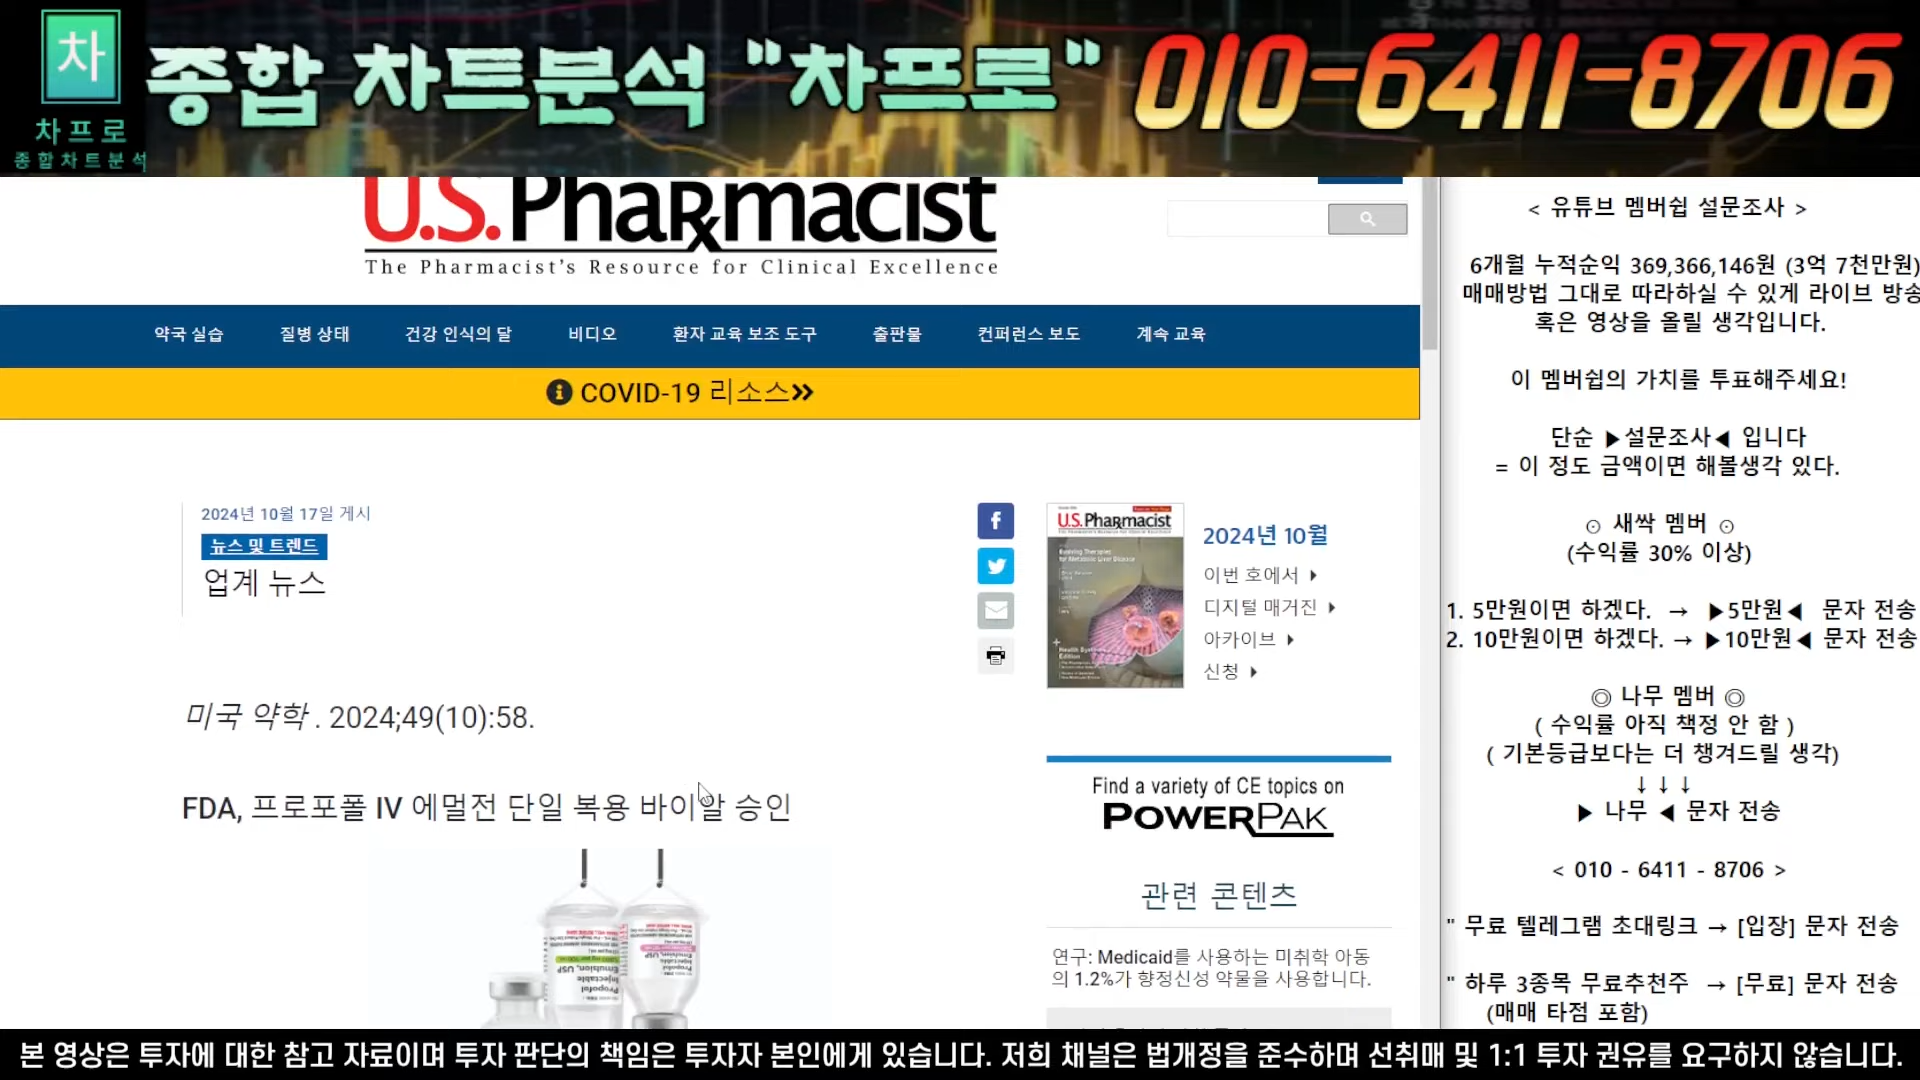 차
차프로
종합차트분석
종합 차트분석 "차프로" 010-6411-8706
U.S. Pharmacist
The Pharmacist's Resource for Clinical Excellence
약국 실습 질병 상태 건강 인식의 달 비디오 환자 교육 보조 도구 출판물 컨퍼런스 보도 계속 교육
COVID-19 리소스
2024년 10월 17일 게시
뉴스 및 트렌드
업계 뉴스
미국 약학 . 2024;49(10):58.
FDA, 프로포폴 IV 에멀전 단일 복용 바이알 승인
Emulsion, USP
Injectable
Propofol
Emulsion, USP
Injectable
Propofol
U.S. Pharmacist
Evolving Therapies
for Metabolic Liver Disease
Health Systems
Edition
2024년 10월
이번 호에서
디지털 매거진
아카이브
신청
Find a variety of CE topics on
POWERPAK
관련 콘텐츠
연구: Medicaid를 사용하는 미취학 아동
의 1.2%가 향정신성 약물을 사용합니다.
< 유튜브 멤버쉽 설문조사 >
6개월 누적순익 369,366,146원 (3억 7천만원)
매매방법 그대로 따라하실 수 있게 라이브 방송
혹은 영상을 올릴 생각입니다.
이 멤버쉽의 가치를 투표해주세요!
단순 ▶설문조사◀ 입니다
= 이 정도 금액이면 해볼생각 있다.
⊙ 새싹 멤버 ⊙
(수익률 30% 이상)
1. 5만원이면 하겠다. → ▶5만원◀ 문자 전송
2. 10만원이면 하겠다. → ▶10만원◀ 문자 전송
◎ 나무 멤버 ◎
( 수익률 아직 책정 안 함 )
( 기본등급보다는 더 챙겨드릴 생각)
↓ ↓ ↓
▶ 나무 ◀ 문자 전송
< 010 - 6411 - 8706 >
" 무료 텔레그램 초대링크 → [입장] 문자 전송
" 하루 3종목 무료추천주 → [무료] 문자 전송
(매매 타점 포함)
본 영상은 투자에 대한 참고 자료이며 투자 판단의 책임은 투자자 본인에게 있습니다. 저희 채널은 법개정을 준수하며 선취매 및 1:1 투자 권유를 요구하지 않습니다.